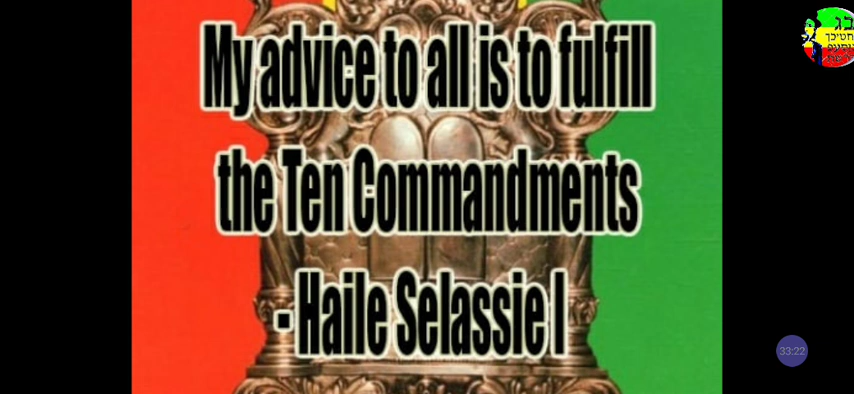 My advice to all is to fulfill
the Ten Commandments
- Haile Selassie I
33:22